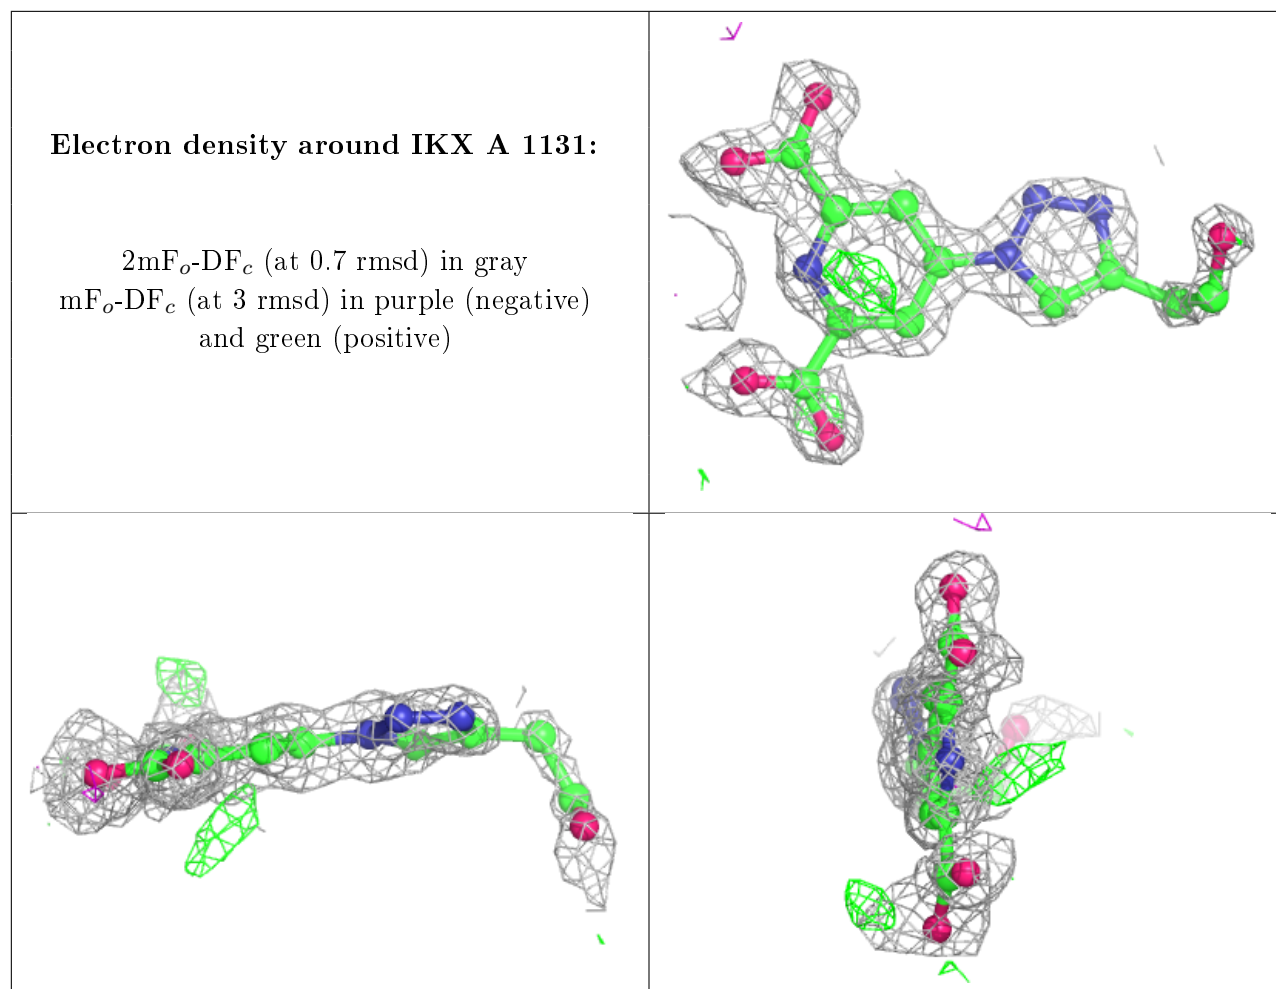 Electron density around IKX A 1131:
2mFₒ-DF𝑐 (at 0.7 rmsd) in gray
mFₒ-DF𝑐 (at 3 rmsd) in purple (negative)
and green (positive)